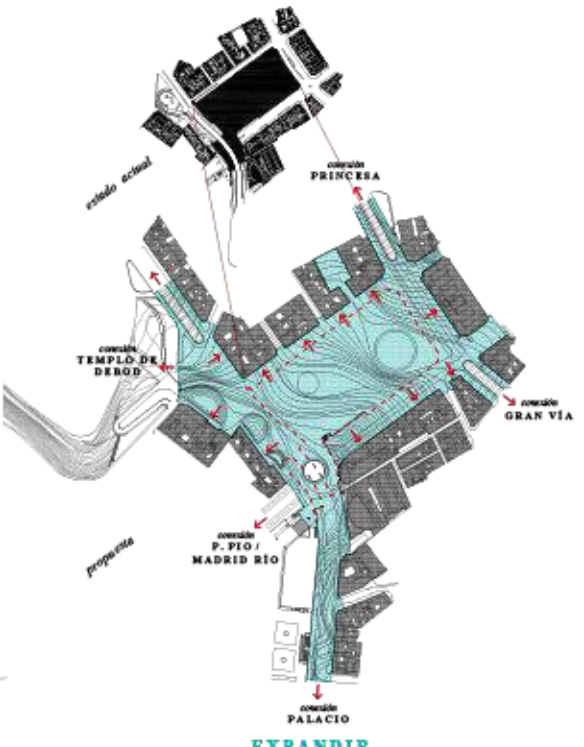 estado actual
conexión
PRINCESA
conexión
TEMPLO DE
DEBOD
conexión
GRAN VÍA
propuesta
conexión
P. PIO /
MADRID RÍO
conexión
PALACIO
EXPANDIR